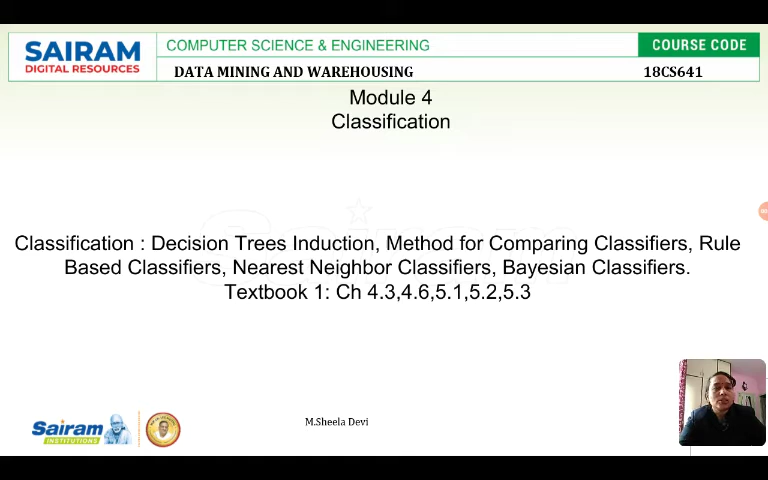 SAIRAM
DIGITAL RESOURCES
COMPUTER SCIENCE & ENGINEERING
COURSE CODE
DATA MINING AND WAREHOUSING
18CS641
Module 4
Classification
Classification : Decision Trees Induction, Method for Comparing Classifiers, Rule
Based Classifiers, Nearest Neighbor Classifiers, Bayesian Classifiers.
Textbook 1: Ch 4.3,4.6,5.1,5.2,5.3
Sairam
INSTITUTIONS
M.Sheela Devi